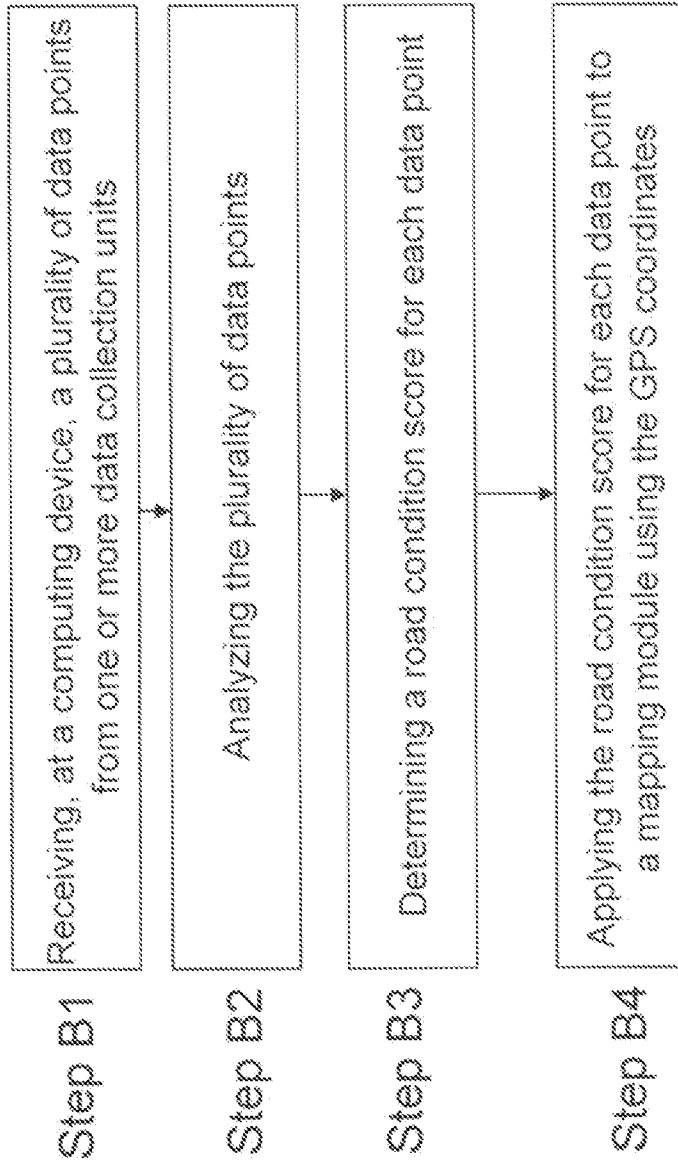 Step B1
Receiving, at a computing device, a plurality of data points
from one or more data collection units
Step B2
Analyzing the plurality of data points
Step B3
Determining a road condition score for each data point
Step B4
Applying the road condition score for each data point to
a mapping module using the GPS coordinates